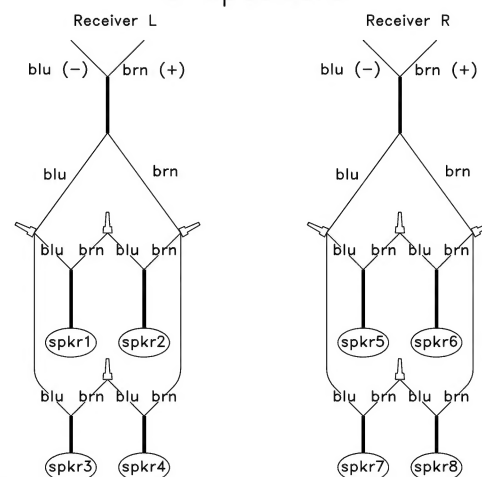 Receiver L Receiver R
blu (-) brn (+) blu (-) brn (+)
blu brn blu brn
blu brn blu brn blu brn blu brn
spkr1 spkr2 spkr5 spkr6
blu brn blu brn blu brn blu brn
spkr3 spkr4 spkr7 spkr8